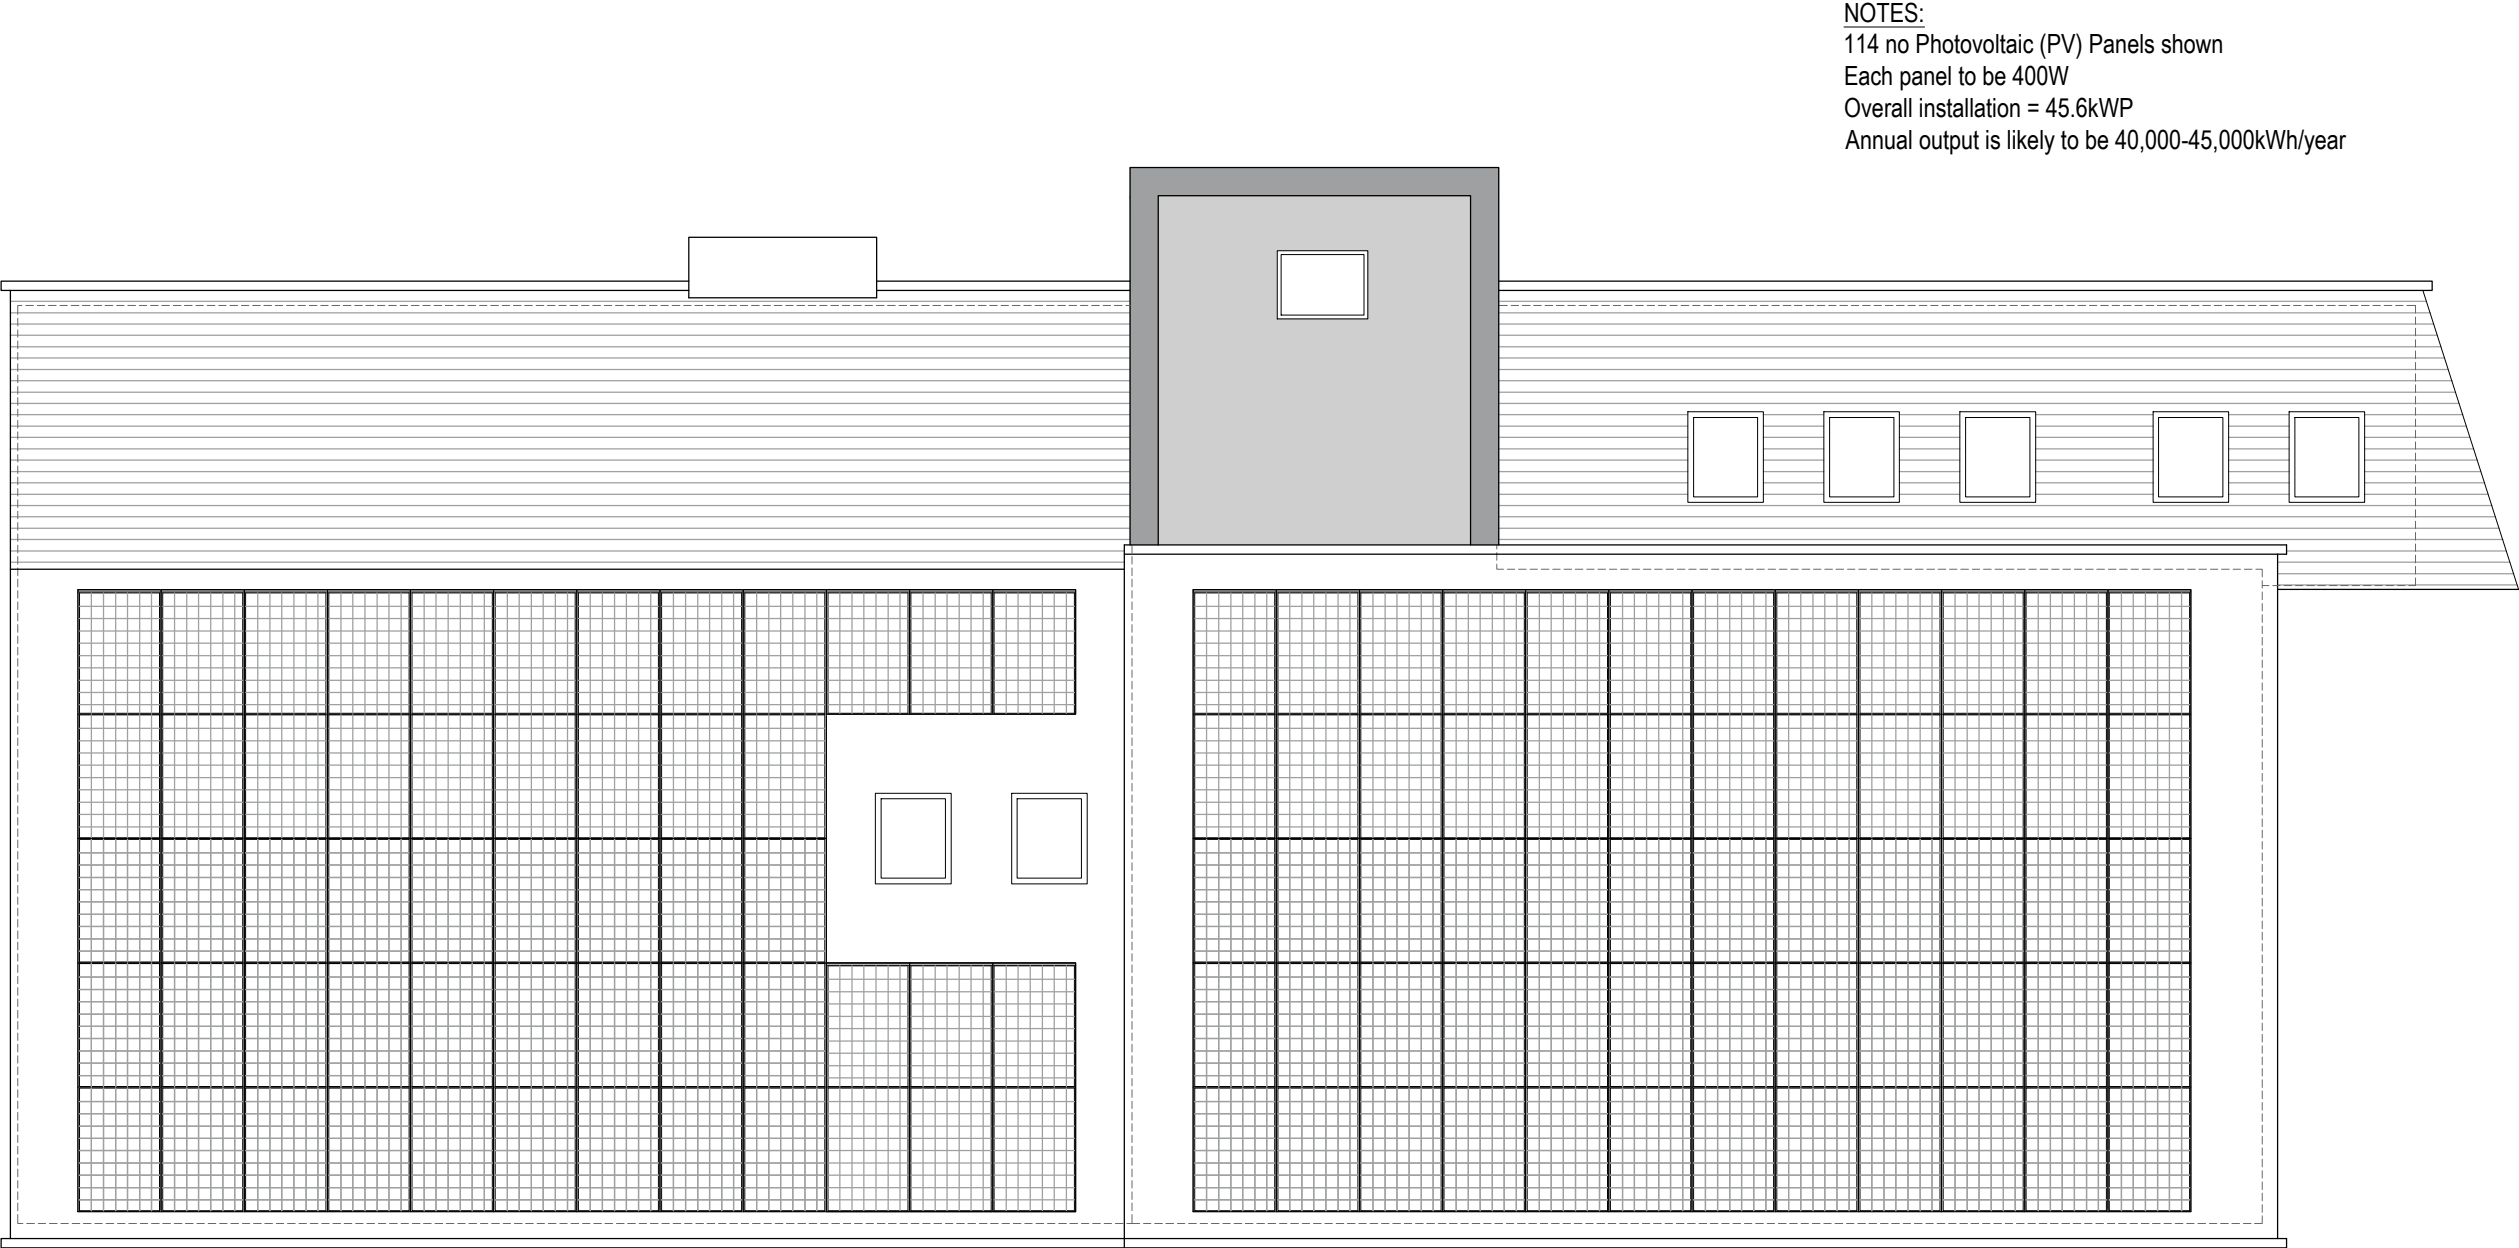 NOTES:
114 no Photovoltaic (PV) Panels shown
Each panel to be 400W
Overall installation = 45.6kWP
Annual output is likely to be 40,000-45,000kWh/year